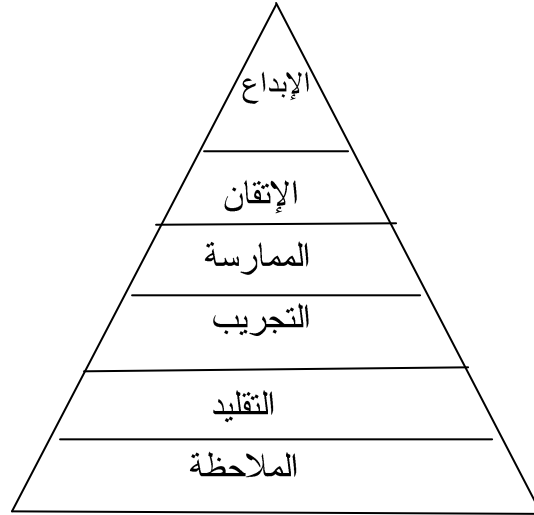 الإبداع
الإتقان
الممارسة
التجريب
التقليد
الملاحظة